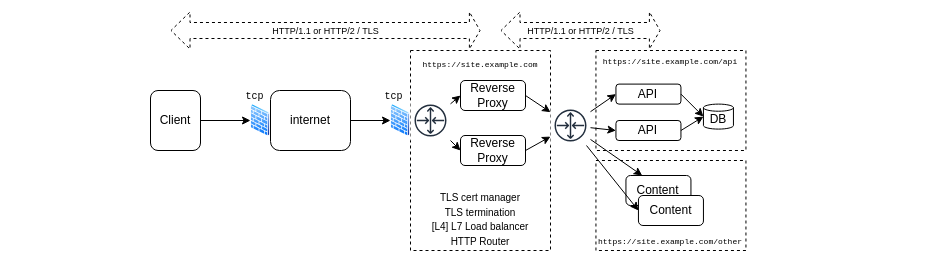 HTTP/1.1 or HTTP/2 / TLS
HTTP/1.1 or HTTP/2 / TLS
https://site.example.com
https://site.example.com/api
tcp
tcp
Client
internet
Reverse
Proxy
Reverse
Proxy
API
API
DB
Content
Content
TLS cert manager
TLS termination
[L4] L7 Load balancer
HTTP Router
https://site.example.com/other